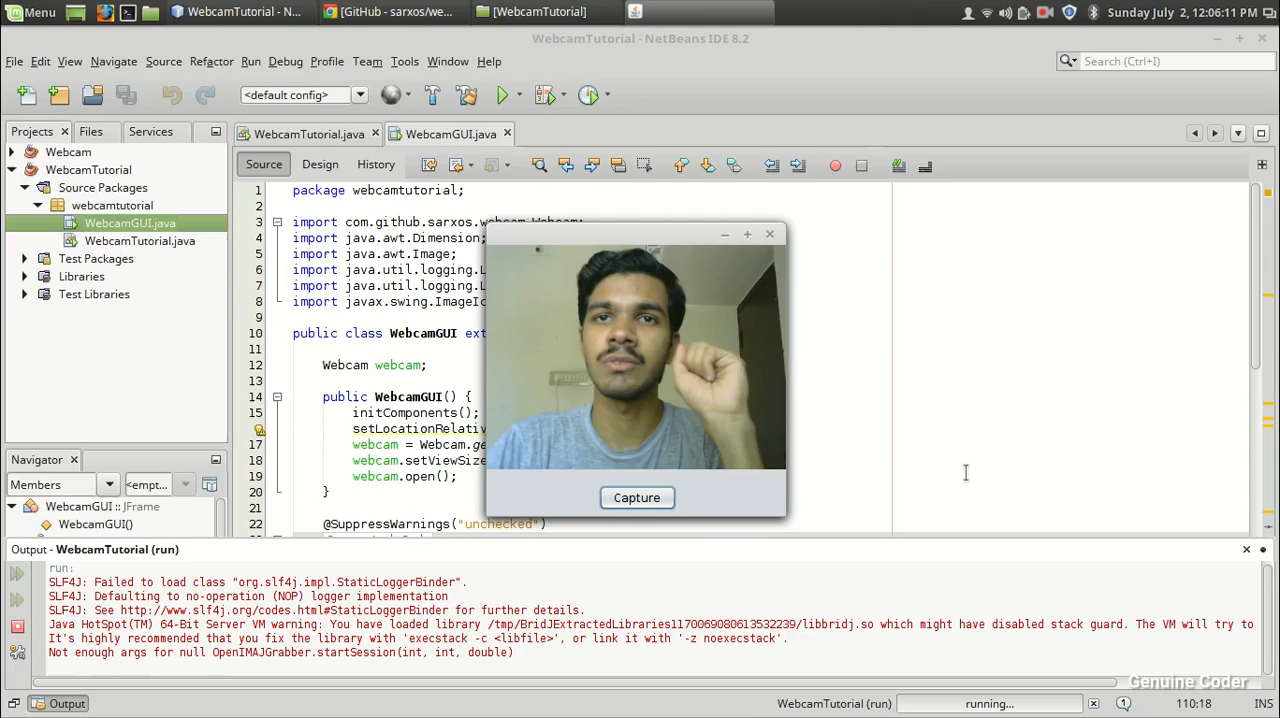 Menu
WebcamTutorial - N...
[GitHub - sarxos/we...
[WebcamTutorial]
Sunday July 2, 12:06:11 PM
WebcamTutorial - NetBeans IDE 8.2
File Edit View Navigate Source Refactor Run Debug Profile Team Tools Window Help
Search (Ctrl+I)
<default config>
Projects Files Services
WebcamTutorial.java
WebcamGUI.java
Source Design History
Webcam
WebcamTutorial
Source Packages
webcamtutorial
WebcamGUI.java
WebcamTutorial.java
Test Packages
Libraries
Test Libraries
1 package webcamtutorial;
2
3 import com.github.sarxos.webcam.Webcam;
4 import java.awt.Dimension;
5 import java.awt.Image;
6 import java.util.logging.L
7 import java.util.logging.L
8 import javax.swing.ImageIc
10 public class WebcamGUI ext
11
12 Webcam webcam;
13
14 public WebcamGUI() {
15 initComponents();
setLocationRelativ
17 webcam = Webcam.ge
18 webcam.setViewSize
19 webcam.open();
20 }
21
22 @SuppressWarnings("unchecked")
Capture
Navigator
Members
<empt...
WebcamGUI :: JFrame
WebcamGUI()
Output - WebcamTutorial (run)
run:
SLF4J: Failed to load class "org.slf4j.impl.StaticLoggerBinder".
SLF4J: Defaulting to no-operation (NOP) logger implementation
SLF4J: See http://www.slf4j.org/codes.html#StaticLoggerBinder for further details.
Java HotSpot(TM) 64-Bit Server VM warning: You have loaded library /tmp/BridJExtractedLibraries1170069080613532239/libbridj.so which might have disabled stack guard. The VM will try to
It's highly recommended that you fix the library with 'execstack -c <libfile>', or link it with '-z noexecstack'.
Not enough args for null OpenIMAJGrabber.startSession(int, int, double)
Genuine Coder
Output
WebcamTutorial (run)
running...
1
110:18
INS